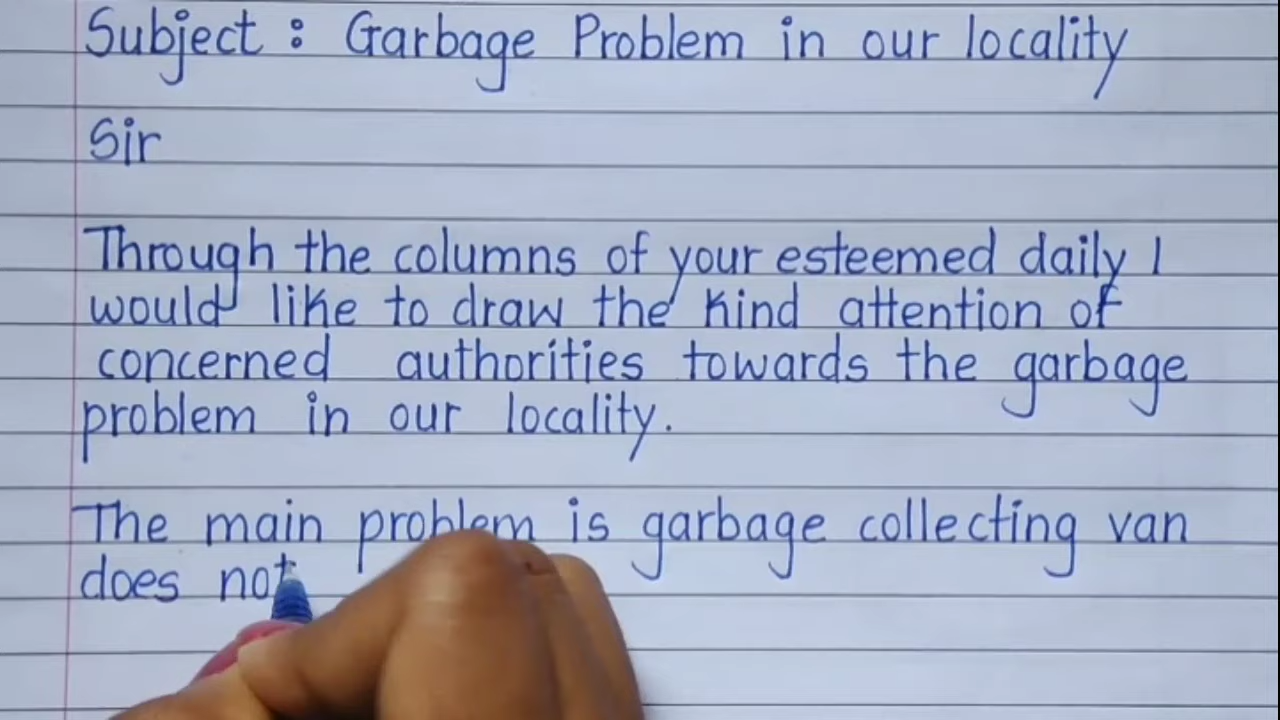 Subject : Garbage Problem in our locality
Sir
Through the columns of your esteemed daily I
would like to draw the kind attention of
concerned authorities towards the garbage
problem in our locality.
The main problem is garbage collecting van
does not